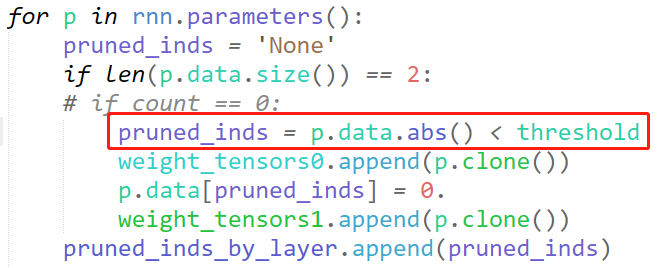 for p in rnn.parameters():
    pruned_inds = 'None'
    if len(p.data.size()) == 2:
    # if count == 0:
        pruned_inds = p.data.abs() < threshold
        weight_tensors0.append(p.clone())
        p.data[pruned_inds] = 0.
        weight_tensors1.append(p.clone())
    pruned_inds_by_layer.append(pruned_inds)